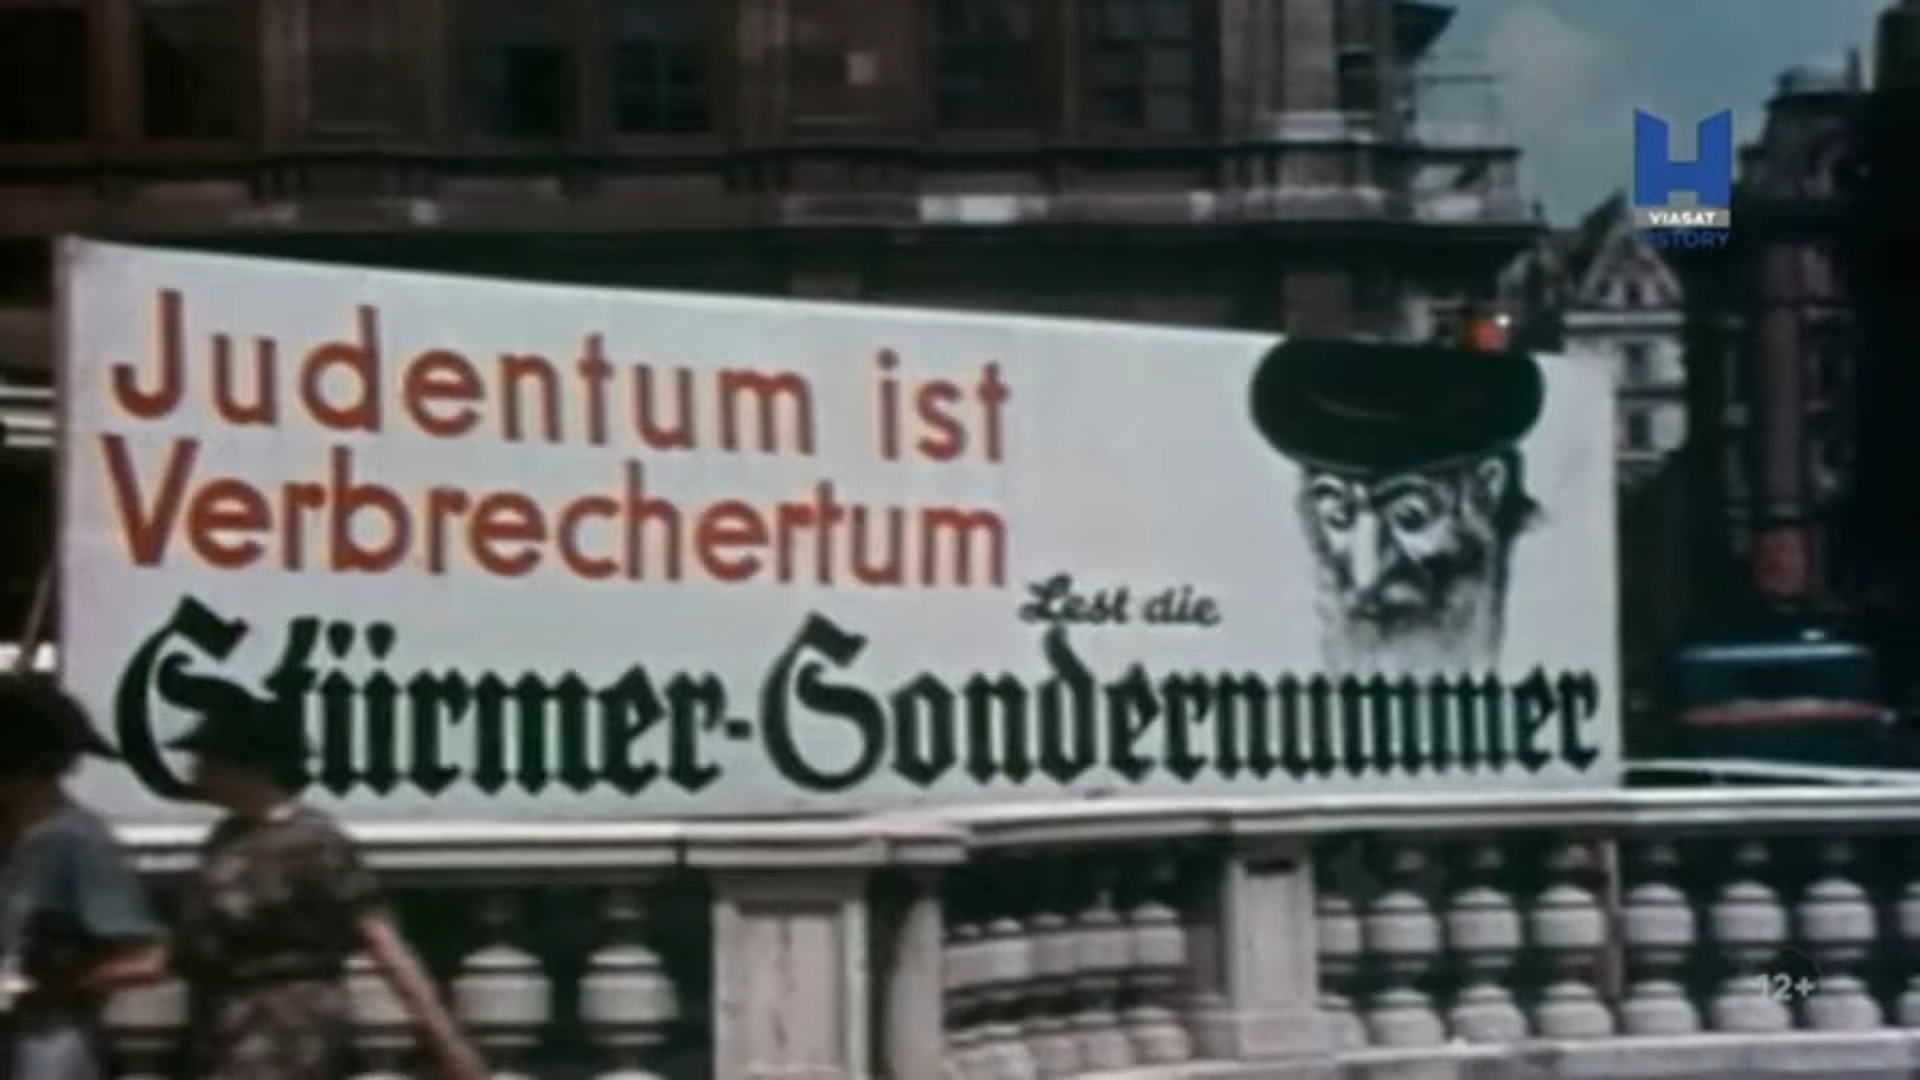 Judentum ist
Verbrechertum
Lest die
Stürmer-Sondernummer
VIASAT
HISTORY
12+